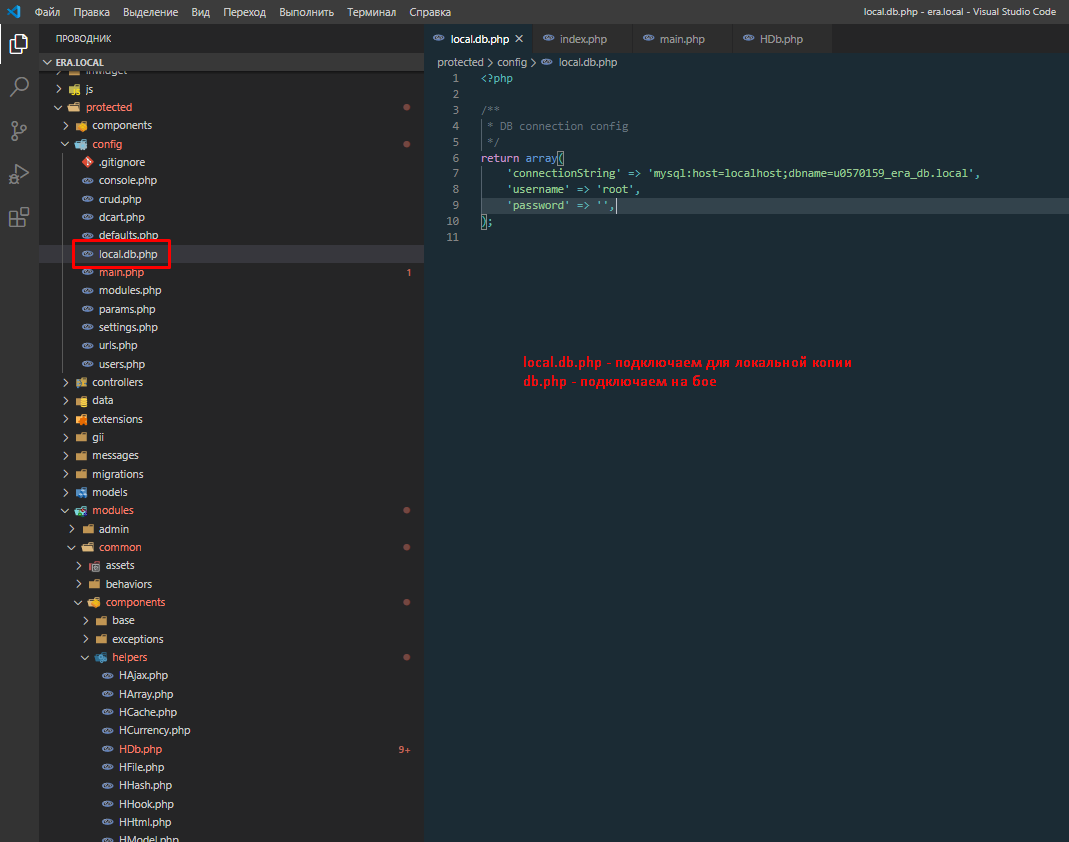 Файл Правка Выделение Вид Переход Выполнить Терминал Справка local.db.php - era.local - Visual Studio Code
ПРОВОДНИК
ERA.LOCAL
inwidget
js
protected
components
config
.gitignore
console.php
crud.php
dcart.php
defaults.php
local.db.php
main.php 1
modules.php
params.php
settings.php
urls.php
users.php
controllers
data
extensions
gii
messages
migrations
models
modules
admin
common
assets
behaviors
components
base
exceptions
helpers
HAjax.php
HArray.php
HCache.php
HCurrency.php
HDb.php 9+
HFile.php
HHash.php
HHook.php
HHtml.php
HModel.php
local.db.php index.php main.php HDb.php
protected > config > local.db.php
1 <?php
2
3 /**
4  * DB connection config
5  */
6 return array(
7     'connectionString' => 'mysql:host=localhost;dbname=u0570159_era_db.local',
8     'username' => 'root',
9     'password' => '',
10 );
11
local.db.php - подключаем для локальной копии
db.php - подключаем на бое